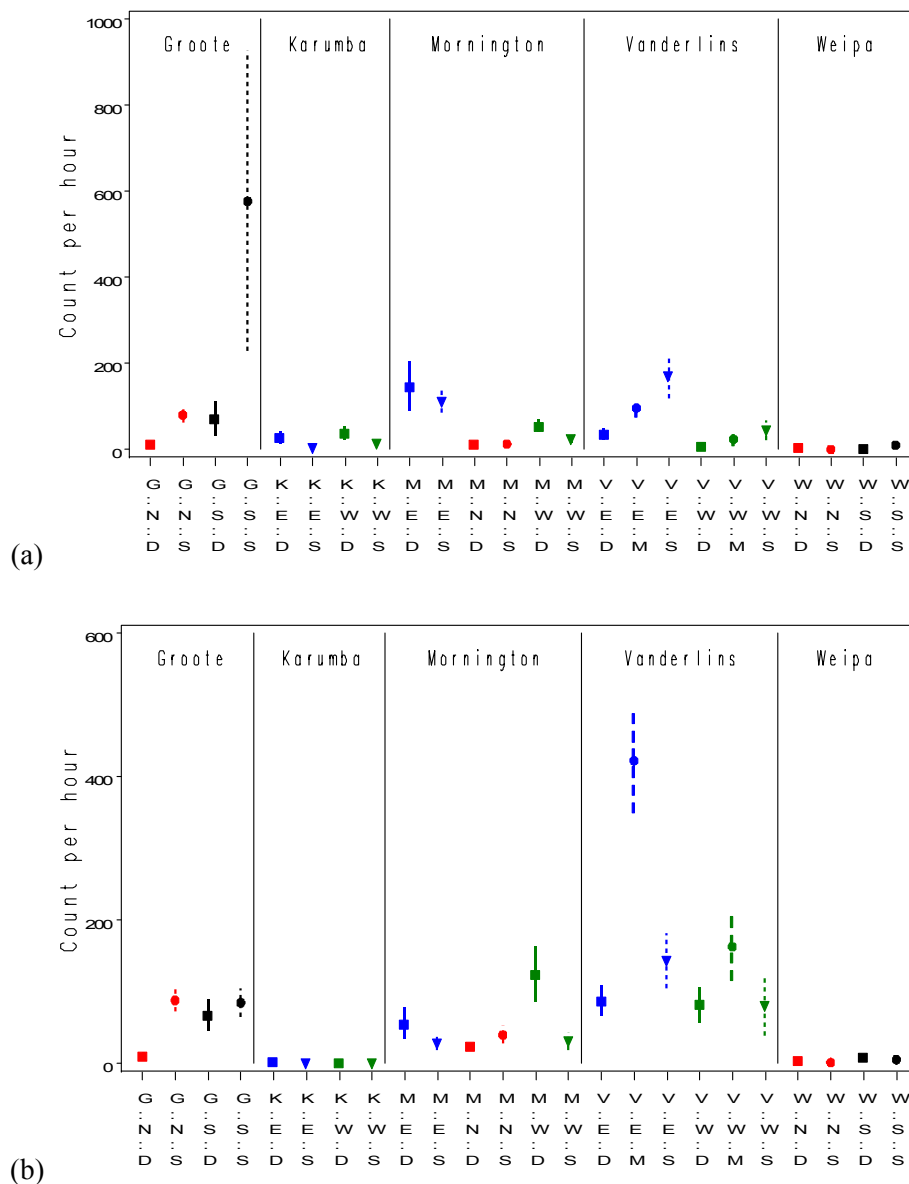 1000
Groote Karumba Mornington Vanderlins Weipa
800
600
400
200
0
Count per hour
G:N:D G:N:S G:S:D G:S:S K:E:D K:E:S K:W:D K:W:S M:E:D M:E:S M:N:D M:N:S M:W:D M:W:S V:E:D V:E:M V:E:S V:W:D V:W:M V:W:S W:N:D W:N:S W:S:D W:S:S
(a)
600
Groote Karumba Mornington Vanderlins Weipa
400
200
0
Count per hour
G:N:D G:N:S G:S:D G:S:S K:E:D K:E:S K:W:D K:W:S M:E:D M:E:S M:N:D M:N:S M:W:D M:W:S V:E:D V:E:M V:E:S V:W:D V:W:M V:W:S W:N:D W:N:S W:S:D W:S:S
(b)